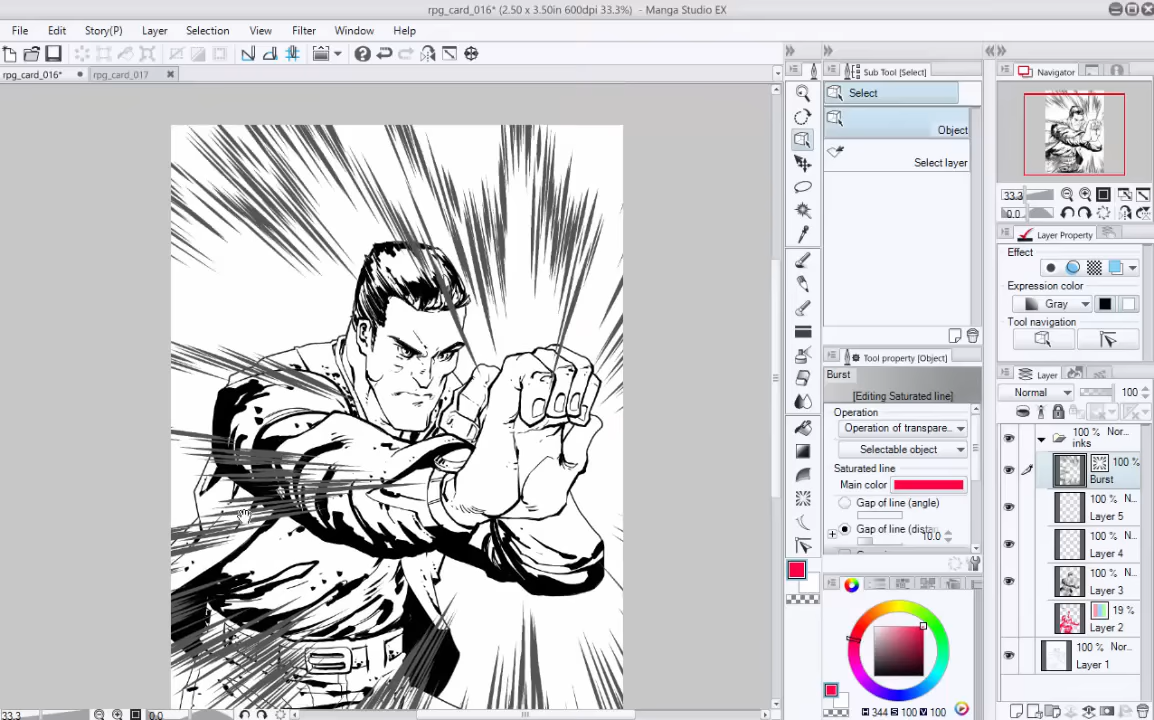 rpg_card_016* (2.50 x 3.50in 600dpi 33.3%) - Manga Studio EX
File Edit Story(P) Layer Selection View Filter Window Help
rpg_card_016* rpg_card_017
Sub Tool [Select]
Select
Object
Select layer
Navigator
33.3
0.0
Layer Property
Effect
Expression color
Gray
Tool navigation
Tool property [Object]
Burst
[Editing Saturated line]
Operation
Operation of transpare..
Selectable object
Saturated line
Main color
Gap of line (angle)
Gap of line (dist
10.0
Layer
Normal 100
100 % Nor...
inks
100 %
Burst
100 % N...
Layer 5
100 % N...
Layer 4
100 % N...
Layer 3
19 %
Layer 2
100 % Nor...
Layer 1
H 344 S 100 V 100
33.3 0.0